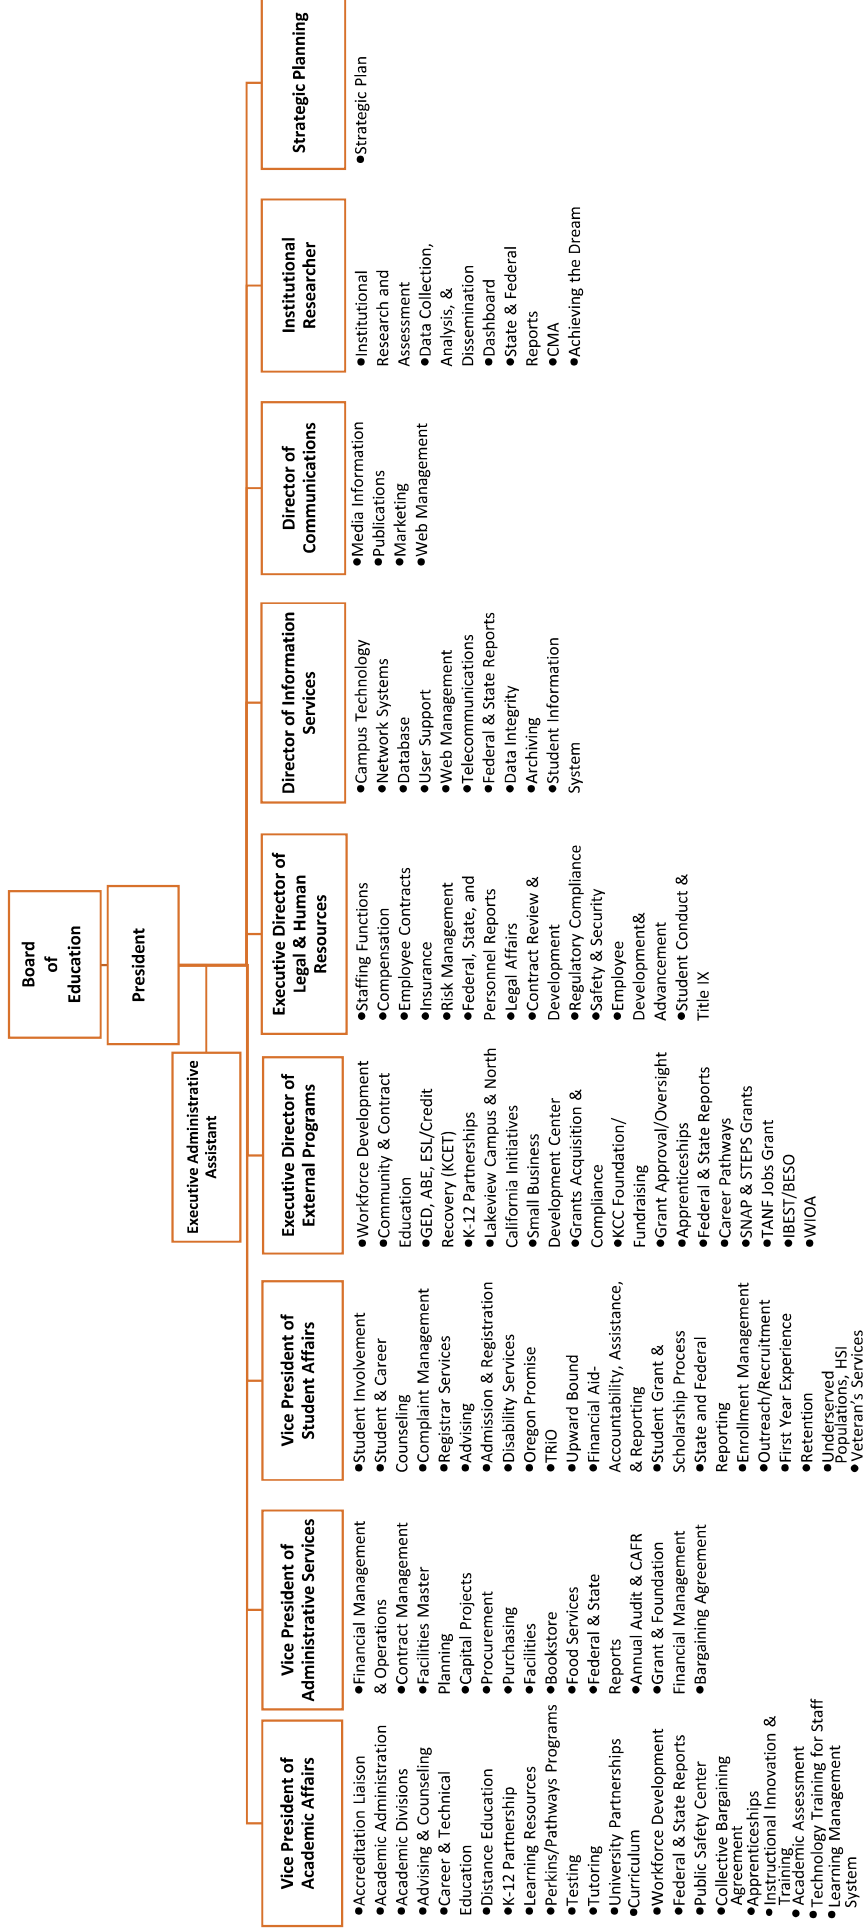 Board
of
Education
President
Executive Administrative
Assistant
Vice President of
Academic Affairs
●Accreditation Liaison
●Academic Administration
●Academic Divisions
●Advising & Counseling
●Career & Technical
Education
●Distance Education
●K-12 Partnership
●Learning Resources
●Perkins/Pathways Programs
●Testing
●Tutoring
●University Partnerships
●Curriculum
●Workforce Development
●Federal & State Reports
●Public Safety Center
●Collective Bargaining
Agreement
●Apprenticeships
●Instructional Innovation &
Training
● Academic Assessment
●Technology Training for Staff
●Learning Management
System
Vice President of
Administrative Services
●Financial Management
& Operations
●Contract Management
●Facilities Master
Planning
●Capital Projects
●Procurement
●Purchasing
●Facilities
●Bookstore
●Food Services
●Federal & State
Reports
●Annual Audit & CAFR
●Grant & Foundation
Financial Management
●Bargaining Agreement
Vice President of
Student Affairs
●Student Involvement
●Student & Career
Counseling
●Complaint Management
●Registrar Services
●Advising
●Admission & Registration
●Disability Services
●Oregon Promise
●TRiO
●Upward Bound
●Financial Aid-
Accountability, Assistance,
& Reporting
●Student Grant &
Scholarship Process
●State and Federal
Reporting
●Enrollment Management
●Outreach/Recruitment
●First Year Experience
●Retention
●Underserved
Populations, HSI
●Veteran's Services
Executive Director of
External Programs
●Workforce Development
●Community & Contract
Education
●GED, ABE, ESL/Credit
Recovery (KCET)
●K-12 Partnerships
●Lakeview Campus & North
California Initiatives
●Small Business
Development Center
●Grants Acquisition &
Compliance
●KCC Foundation/
Fundraising
●Grant Approval/Oversight
●Apprenticeships
●Federal & State Reports
●Career Pathways
●SNAP & STEPS Grants
●TANF Jobs Grant
●IBEST/BESO
●WIOA
Executive Director of
Legal & Human
Resources
●Staffing Functions
●Compensation
●Employee Contracts
●Insurance
●Risk Management
●Federal, State, and
Personnel Reports
●Legal Affairs
●Contract Review &
Development
●Regulatory Compliance
●Safety & Security
●Employee
Development&
Advancement
●Student Conduct &
Title IX
Director of Information
Services
●Campus Technology
●Network Systems
●Database
●User Support
●Web Management
●Telecommunications
●Federal & State Reports
●Data Integrity
●Archiving
●Student Information
System
Director of
Communications
●Media Information
●Publications
●Marketing
●Web Management
Institutional
Researcher
●Institutional
Research and
Assessment
●Data Collection,
Analysis, &
Dissemination
●Dashboard
●State & Federal
Reports
●CMA
●Achieving the Dream
Strategic Planning
●Strategic Plan